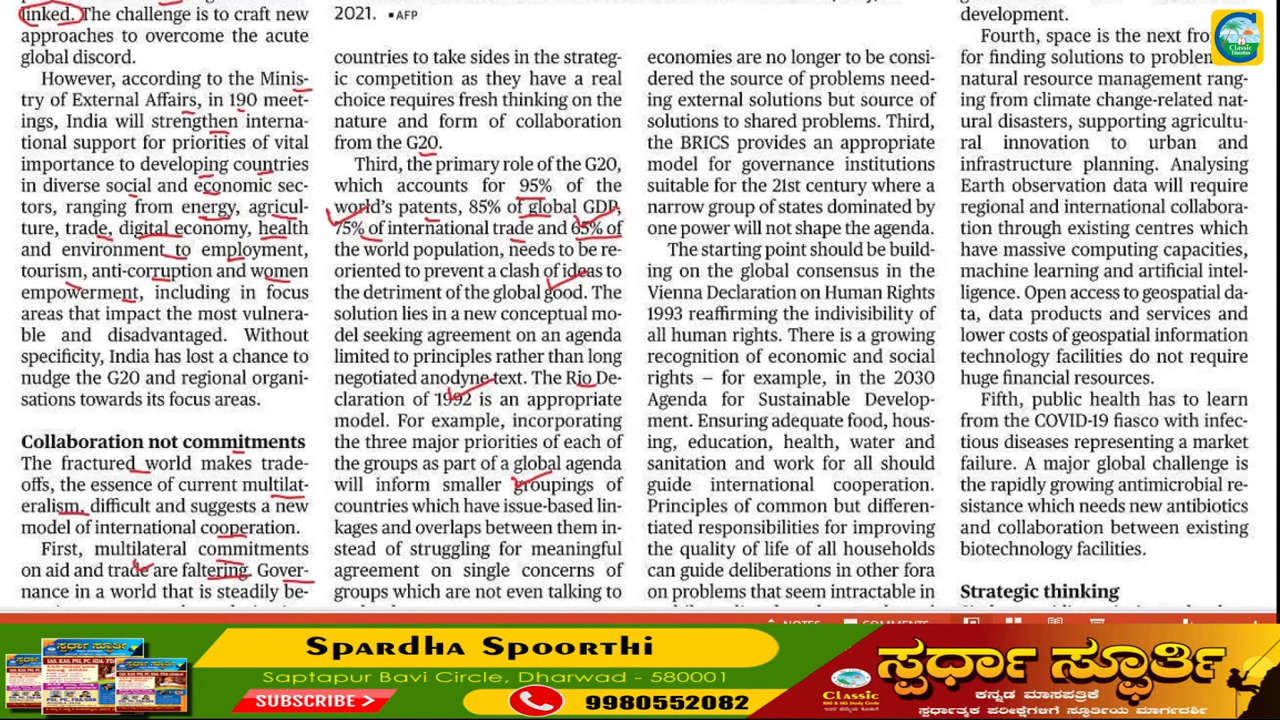 linked. The challenge is to craft new
approaches to overcome the acute
global discord.
However, according to the Minis-
try of External Affairs, in 190 meet-
ings, India will strengthen interna-
tional support for priorities of vital
importance to developing countries
in diverse social and economic sec-
tors, ranging from energy, agricul-
ture, trade, digital economy, health
and environment to employment,
tourism, anti-corruption and women
empowerment, including in focus
areas that impact the most vulnera-
ble and disadvantaged. Without
specificity, India has lost a chance to
nudge the G20 and regional organi-
sations towards its focus areas.
Collaboration not commitments
The fractured world makes trade-
offs, the essence of current multilat-
eralism, difficult and suggests a new
model of international cooperation.
First, multilateral commitments
on aid and trade are faltering. Gover-
nance in a world that is steadily be-
2021. ▪AFP
countries to take sides in the strateg-
ic competition as they have a real
choice requires fresh thinking on the
nature and form of collaboration
from the G20.
Third, the primary role of the G20,
which accounts for 95% of the
world's patents, 85% of global GDP,
75% of international trade and 65% of
the world population, needs to be re-
oriented to prevent a clash of ideas to
the detriment of the global good. The
solution lies in a new conceptual mo-
del seeking agreement on an agenda
limited to principles rather than long
negotiated anodyne text. The Rio De-
claration of 1992 is an appropriate
model. For example, incorporating
the three major priorities of each of
the groups as part of a global agenda
will inform smaller groupings of
countries which have issue-based lin-
kages and overlaps between them in-
stead of struggling for meaningful
agreement on single concerns of
groups which are not even talking to
economies are no longer to be consi-
dered the source of problems need-
ing external solutions but source of
solutions to shared problems. Third,
the BRICS provides an appropriate
model for governance institutions
suitable for the 21st century where a
narrow group of states dominated by
one power will not shape the agenda.
The starting point should be build-
ing on the global consensus in the
Vienna Declaration on Human Rights
1993 reaffirming the indivisibility of
all human rights. There is a growing
recognition of economic and social
rights – for example, in the 2030
Agenda for Sustainable Develop-
ment. Ensuring adequate food, hous-
ing, education, health, water and
sanitation and work for all should
guide international cooperation.
Principles of common but differen-
tiated responsibilities for improving
the quality of life of all households
can guide deliberations in other fora
on problems that seem intractable in
development.
Fourth, space is the next
for finding solutions to
natural resource management rang-
ing from climate change-related nat-
ural disasters, supporting agricultu-
ral innovation to urban and
infrastructure planning. Analysing
Earth observation data will require
regional and international collabora-
tion through existing centres which
have massive computing capacities,
machine learning and artificial intel-
ligence. Open access to geospatial da-
ta, data products and services and
lower costs of geospatial information
technology facilities do not require
huge financial resources.
Fifth, public health has to learn
from the COVID-19 fiasco with infec-
tious diseases representing a market
failure. A major global challenge is
the rapidly growing antimicrobial re-
sistance which needs new antibiotics
and collaboration between existing
biotechnology facilities.
Strategic thinking
Classic
Education
Spardha Spoorthi
Saptapur Bavi Circle, Dharwad - 580001
SUBSCRIBE
9980552082
ಸ್ಪರ್ಧಾ ಸ್ಫೂರ್ತಿ
ಕನ್ನಡ ಮಾಸಪತ್ರಿಕೆ
ಸ್ಪರ್ಧಾತ್ಮಕ ಪರೀಕ್ಷೆಗಳಿಗೆ ಸ್ಫೂರ್ತಿಯ ಮಾರ್ಗದರ್ಶಿ
Classic